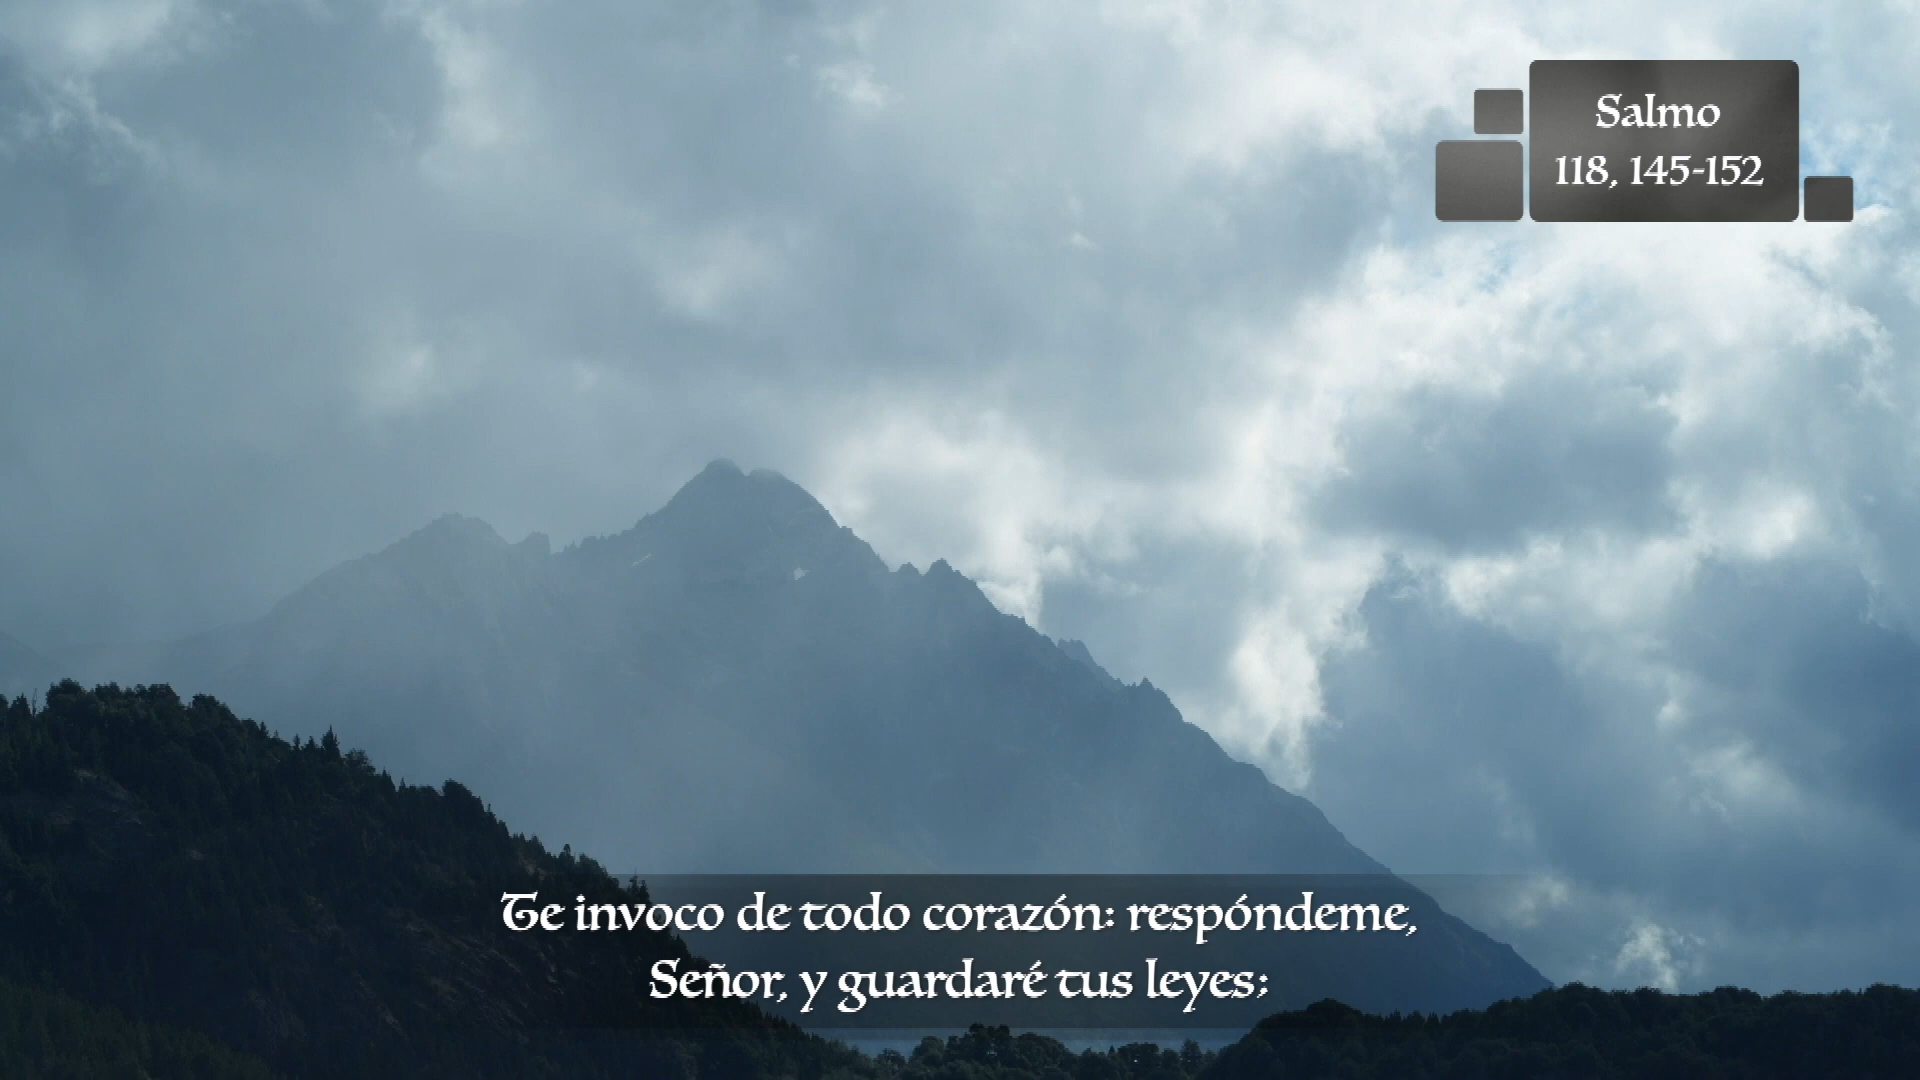 Salmo
118, 145-152
Te invoco de todo corazón: respóndeme,
Señor, y guardaré tus leyes;